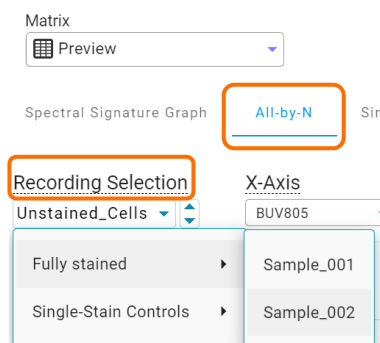 Matrix
Preview
Spectral Signature Graph All-by-N
Recording Selection X-Axis
Unstained_Cells BUV805
Fully stained Sample_001
Single-Stain Controls Sample_002